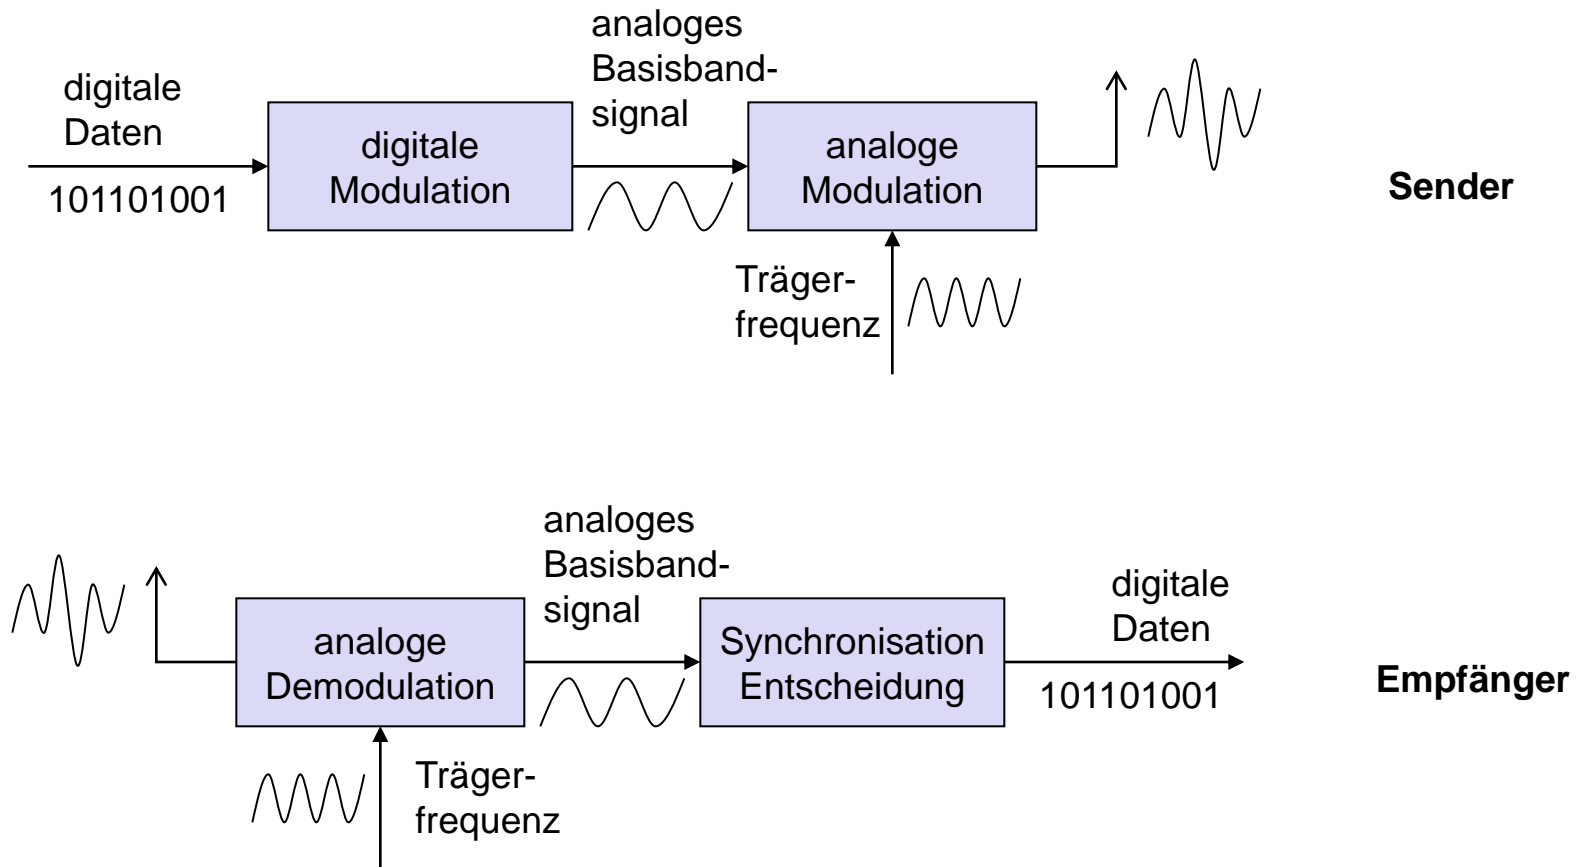 analoges
Basisband-
signal
digitale
Daten
101101001
digitale
Modulation
analoge
Modulation
Sender
Träger-
frequenz
analoges
Basisband-
signal
analoge
Demodulation
Synchronisation
Entscheidung
digitale
Daten
101101001
Empfänger
Träger-
frequenz